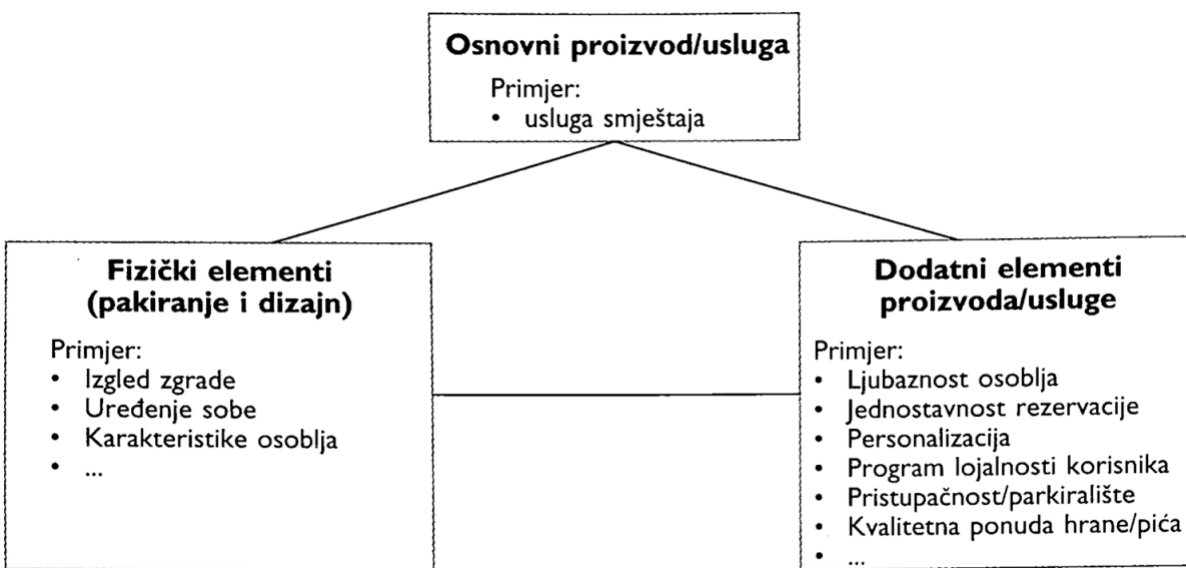 Osnovni proizvod/usluga
Primjer:
• usluga smještaja
Fizički elementi
(pakiranje i dizajn)
Primjer:
• Izgled zgrade
• Uređenje sobe
• Karakteristike osoblja
• ...
Dodatni elementi
proizvoda/usluge
Primjer:
• Ljubaznost osoblja
• Jednostavnost rezervacije
• Personalizacija
• Program lojalnosti korisnika
• Pristupačnost/parkiralište
• Kvalitetna ponuda hrane/pića
• ...